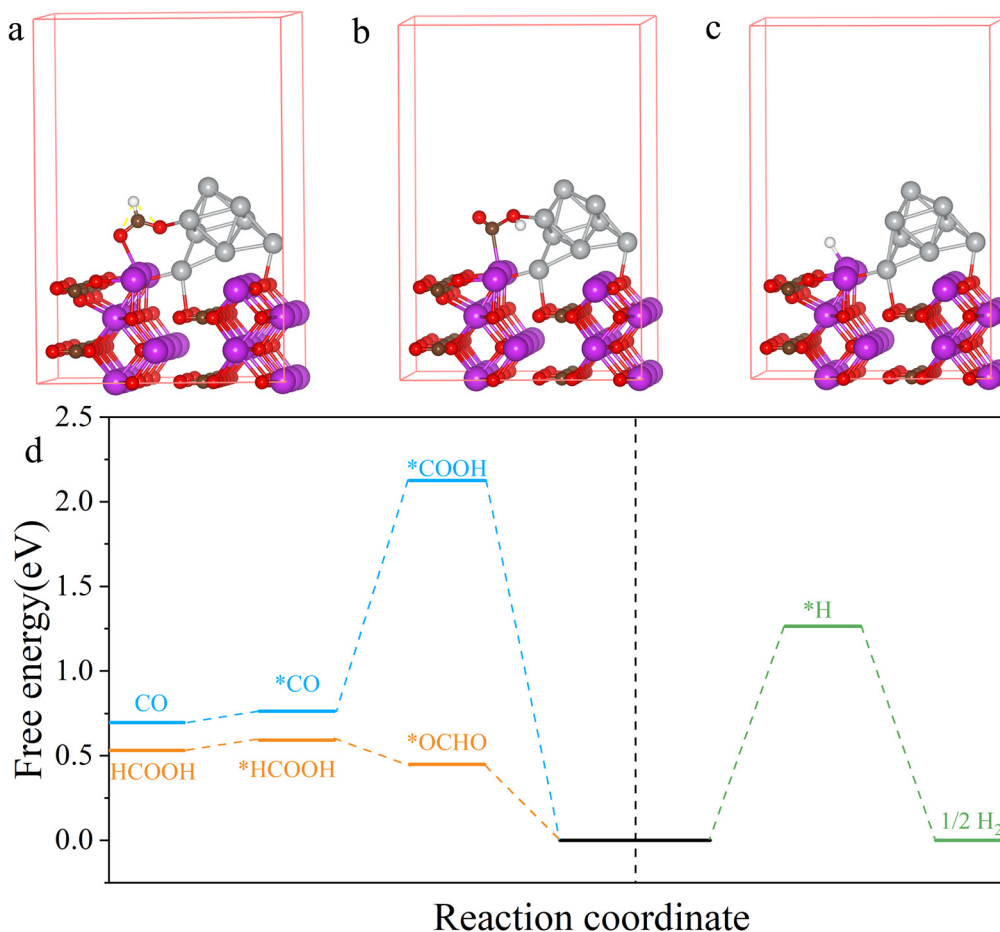 a
b
c
d
2.5
2.0
1.5
1.0
0.5
0.0
Free energy(eV)
*COOH
*CO
CO
*OCHO
*HCOOH
HCOOH
*H
1/2 H₂
Reaction coordinate